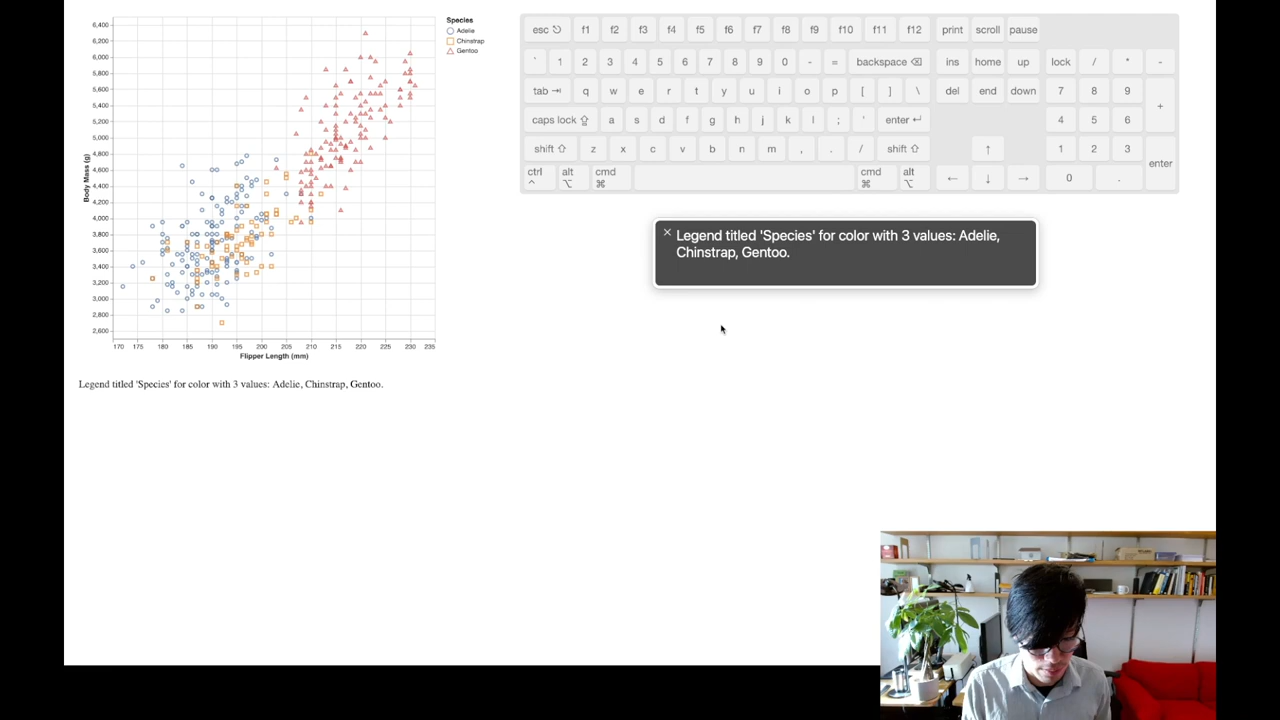 Species
Adelie
Chinstrap
Gentoo
6,400
6,200
6,000
5,800
5,600
5,400
5,200
5,000
4,800
4,600
4,400
4,200
4,000
3,800
3,600
3,400
3,200
3,000
2,800
2,600
Body Mass (g)
170 175 180 185 190 195 200 205 210 215 220 225 230 235
Flipper Length (mm)
Legend titled 'Species' for color with 3 values: Adelie, Chinstrap, Gentoo.
esc f1 f2 f3 f4 f5 f6 f7 f8 f9 f10 f11 f12 print scroll pause
` 1 2 3 4 5 6 7 8 9 0 - = backspace ins home up lock / * -
tab q w e r t y u i o p [ ] \ del end down 7 8 9 +
caps lock a s d f g h j k l ; ' enter 4 5 6
shift z x c v b n m , . / shift ↑ 1 2 3 enter
ctrl alt cmd cmd alt ← ↓ → 0 .
^ ⌥ ⌘ ⌘ ⌥
× Legend titled 'Species' for color with 3 values: Adelie,
Chinstrap, Gentoo.